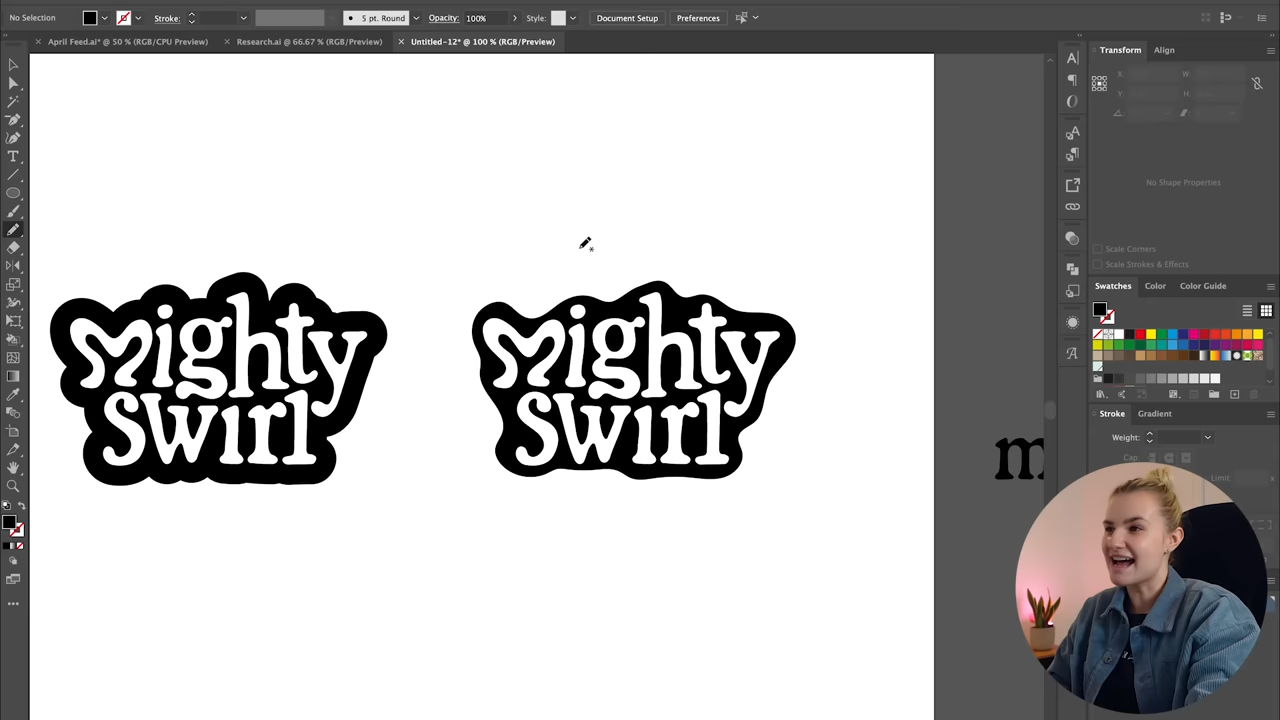 No Selection
Stroke:
5 pt. Round
Opacity: 100%
Style:
Document Setup
Preferences
April Feed.ai* @ 50 % (RGB/CPU Preview)
Research.ai @ 66.67 % (RGB/Preview)
Untitled-12* @ 100 % (RGB/Preview)
Transform
Align
X:
W:
Y:
H:
No Shape Properties
Scale Corners
Scale Strokes & Effects
Swatches
Color
Color Guide
Stroke
Gradient
Weight:
Cap:
Limit:
mighty
Swirl
mighty
Swirl
m